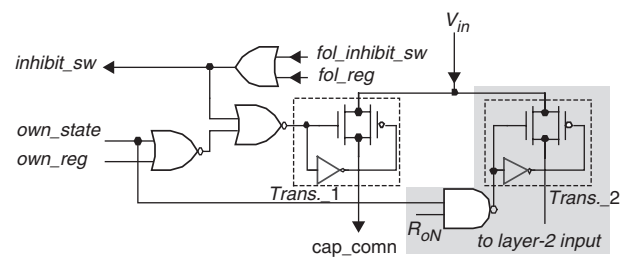 V_in
inhibit_sw
fol_inhibit_sw
fol_reg
own_state
own_reg
Trans._1
Trans._2
R_oN
cap_comn
to layer-2 input